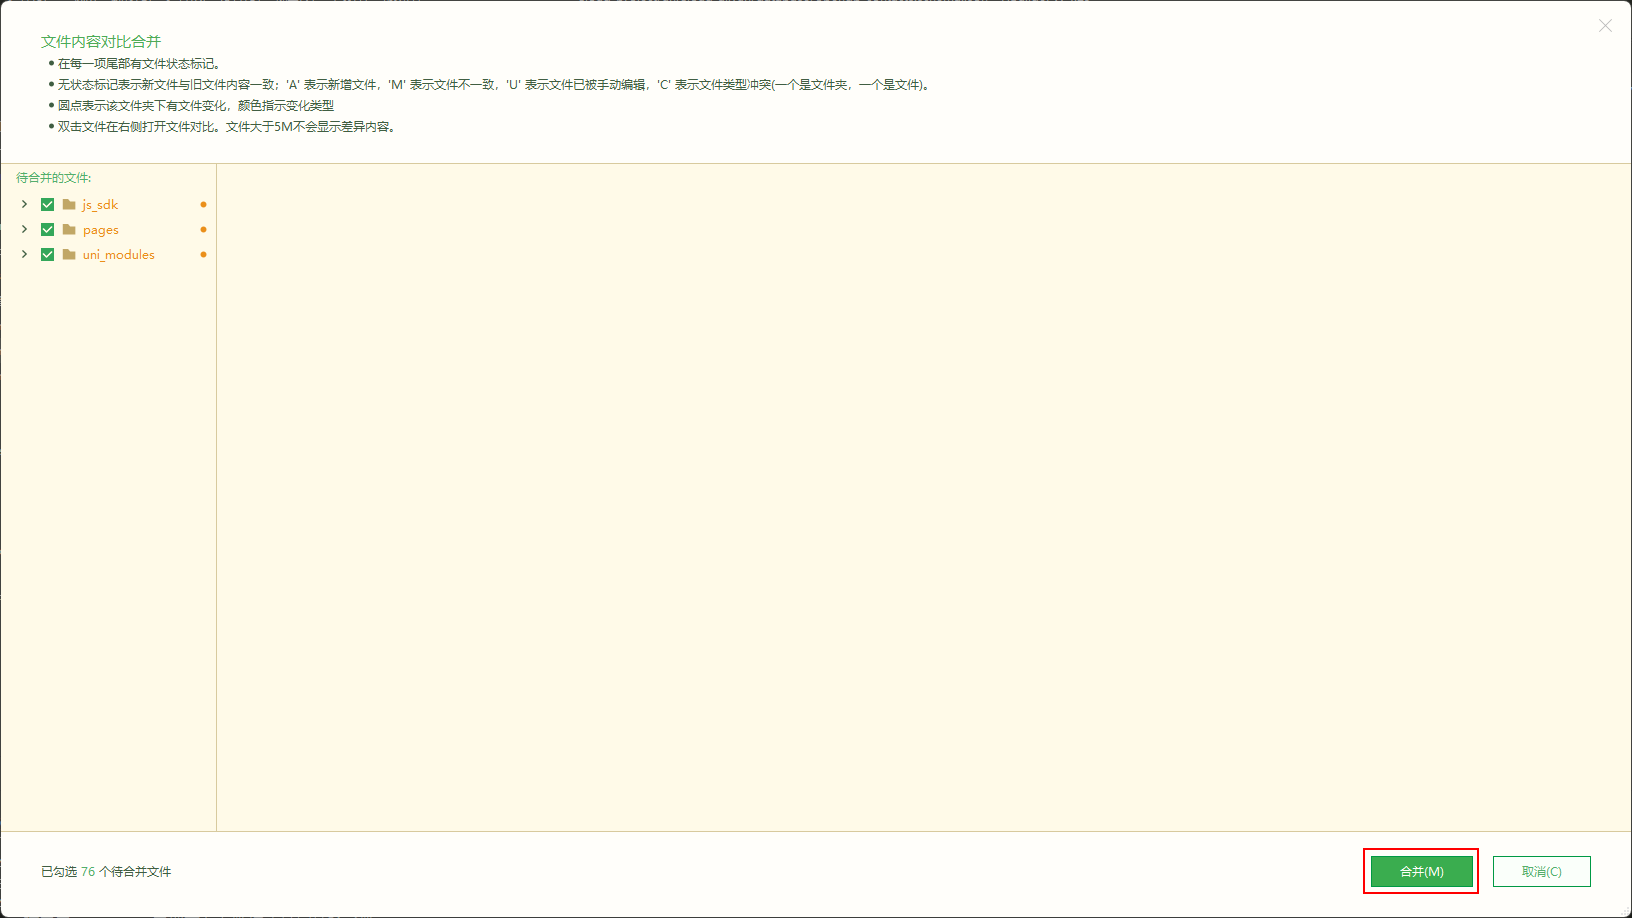 文件内容对比合并
• 在每一项尾部有文件状态标记。
• 无状态标记表示新文件与旧文件内容一致；'A' 表示新增文件，'M' 表示文件不一致，'U' 表示文件已被手动编辑，'C' 表示文件类型冲突(一个是文件夹，一个是文件)。
• 圆点表示该文件夹下有文件变化，颜色指示变化类型
• 双击文件在右侧打开文件对比。文件大于5M不会显示差异内容。
待合并的文件:
js_sdk
pages
uni_modules
已勾选 76 个待合并文件
合并(M)
取消(C)